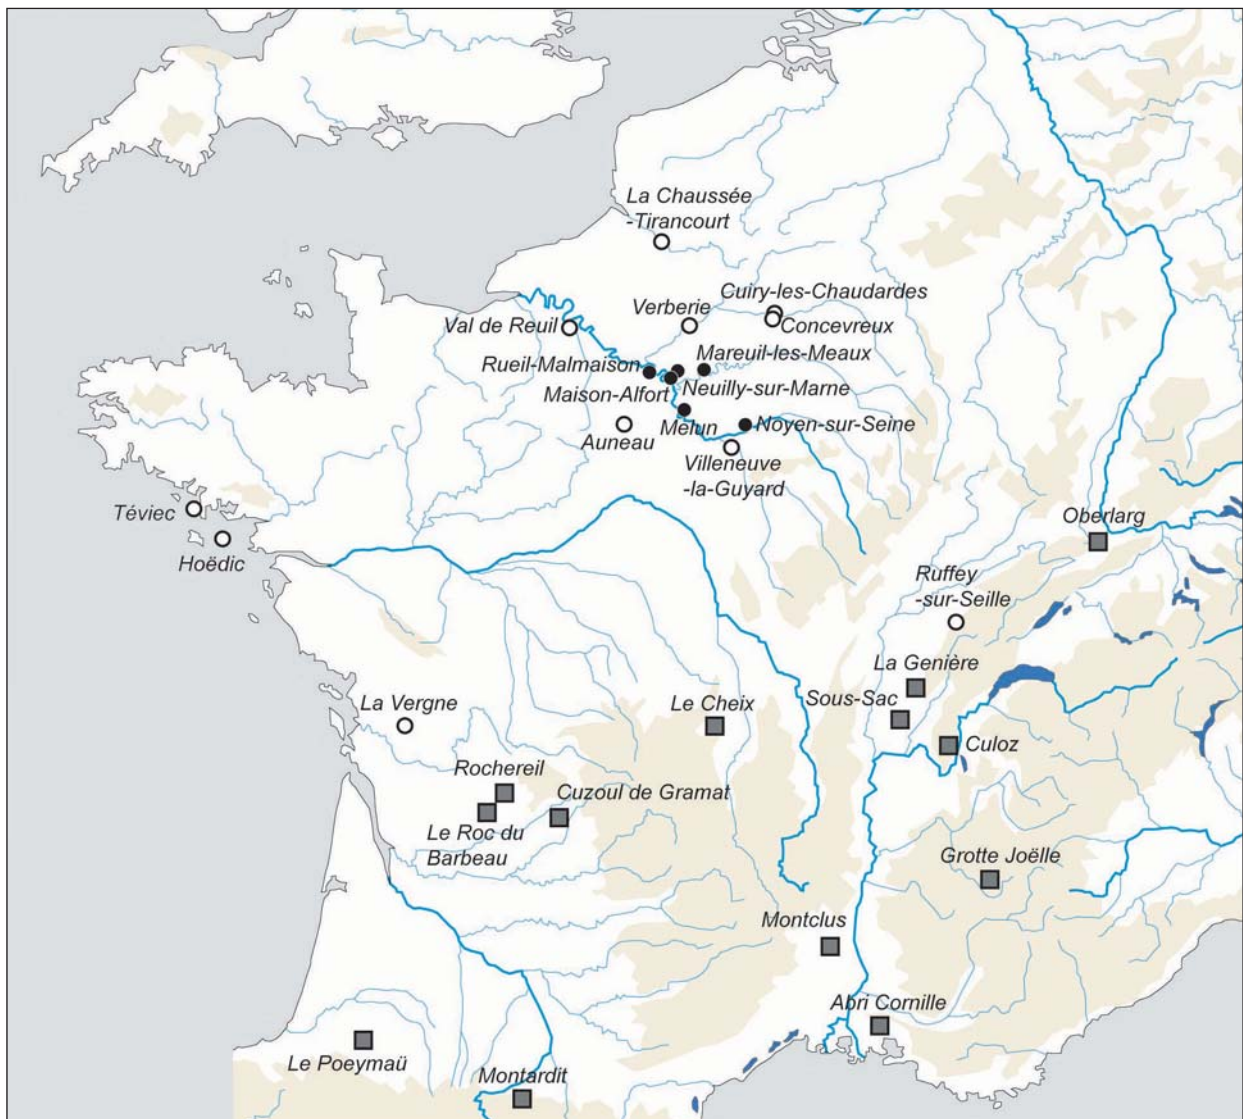 La Chaussée
-Tirancourt
Cuiry-les-Chaudardes
Verberie
Concevreux
Val de Reuil
Mareuil-les-Meaux
Rueil-Malmaison
Neuilly-sur-Marne
Maison-Alfort
Melun
Noyen-sur-Seine
Auneau
Villeneuve
-la-Guyard
Téviec
Hoëdic
Oberlarg
Ruffey
-sur-Seille
La Genière
Sous-Sac
La Vergne
Le Cheix
Culoz
Rochereil
Cuzoul de Gramat
Le Roc du
Barbeau
Grotte Joëlle
Montclus
Abri Cornille
Le Poeymaü
Montardit